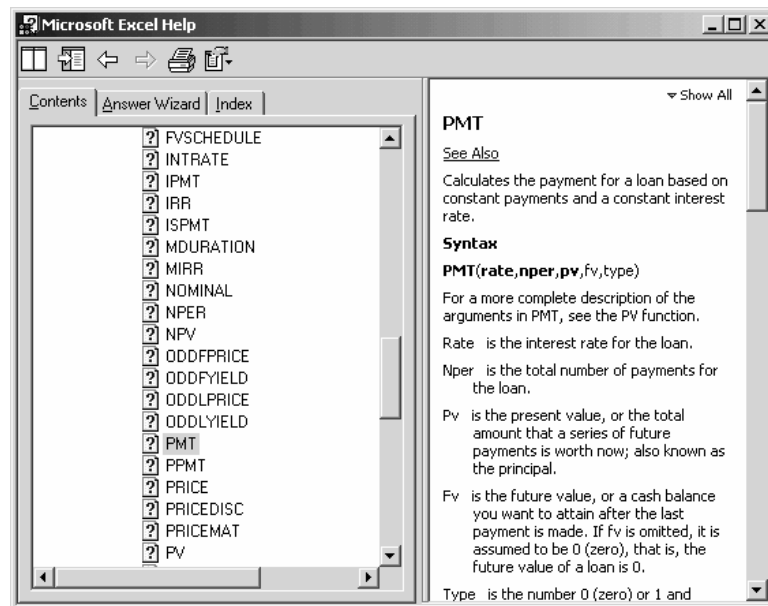 Microsoft Excel Help
Contents Answer Wizard Index
FVSCHEDULE
INTRATE
IPMT
IRR
ISPMT
MDURATION
MIRR
NOMINAL
NPER
NPV
ODDFPRICE
ODDFYIELD
ODDLPRICE
ODDLYIELD
PMT
PPMT
PRICE
PRICEDISC
PRICEMAT
PV
Show All
PMT
See Also
Calculates the payment for a loan based on
constant payments and a constant interest
rate.
Syntax
PMT(rate,nper,pv,fv,type)
For a more complete description of the
arguments in PMT, see the PV function.
Rate is the interest rate for the loan.
Nper is the total number of payments for
the loan.
Pv is the present value, or the total
amount that a series of future
payments is worth now; also known as
the principal.
Fv is the future value, or a cash balance
you want to attain after the last
payment is made. If fv is omitted, it is
assumed to be 0 (zero), that is, the
future value of a loan is 0.
Type is the number 0 (zero) or 1 and